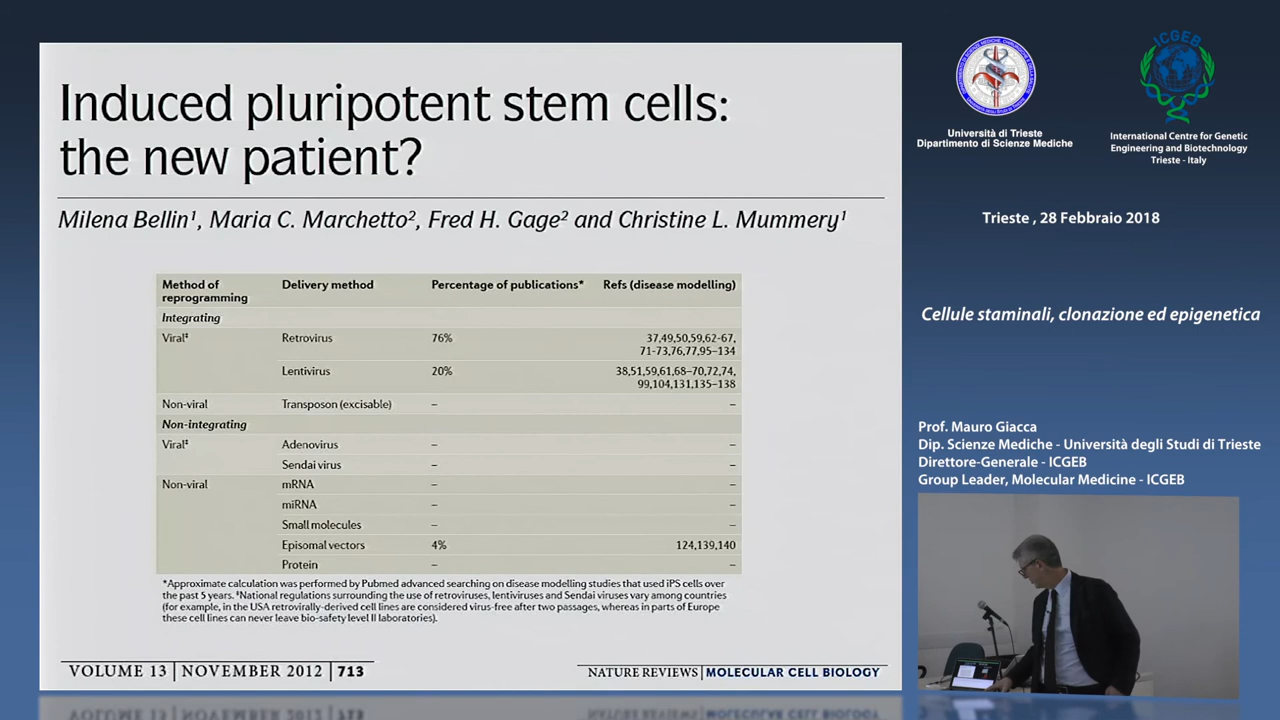 Induced pluripotent stem cells:
the new patient?
Milena Bellin¹, Maria C. Marchetto², Fred H. Gage² and Christine L. Mummery¹
Method of reprogramming Delivery method Percentage of publications* Refs (disease modelling)
Integrating
Viral‡ Retrovirus 76% 37,49,50,59,62-67,
71-73,76,77,95–134
Lentivirus 20% 38,51,59,61,68–70,72,74,
99,104,131,135–138
Non-viral Transposon (excisable) – –
Non-integrating
Viral‡ Adenovirus – –
Sendai virus – –
Non-viral mRNA – –
miRNA – –
Small molecules – –
Episomal vectors 4% 124,139,140
Protein – –
*Approximate calculation was performed by Pubmed advanced searching on disease modelling studies that used iPS cells over
the past 5 years. ‡National regulations surrounding the use of retroviruses, lentiviruses and Sendai viruses vary among countries
(for example, in the USA retrovirally-derived cell lines are considered virus-free after two passages, whereas in parts of Europe
these cell lines can never leave bio-safety level II laboratories).
VOLUME 13 | NOVEMBER 2012 | 713
NATURE REVIEWS | MOLECULAR CELL BIOLOGY
Università di Trieste
Dipartimento di Scienze Mediche
ICGEB
International Centre for Genetic
Engineering and Biotechnology
Trieste - Italy
Trieste , 28 Febbraio 2018
Cellule staminali, clonazione ed epigenetica
Prof. Mauro Giacca
Dip. Scienze Mediche - Università degli Studi di Trieste
Direttore-Generale - ICGEB
Group Leader, Molecular Medicine - ICGEB